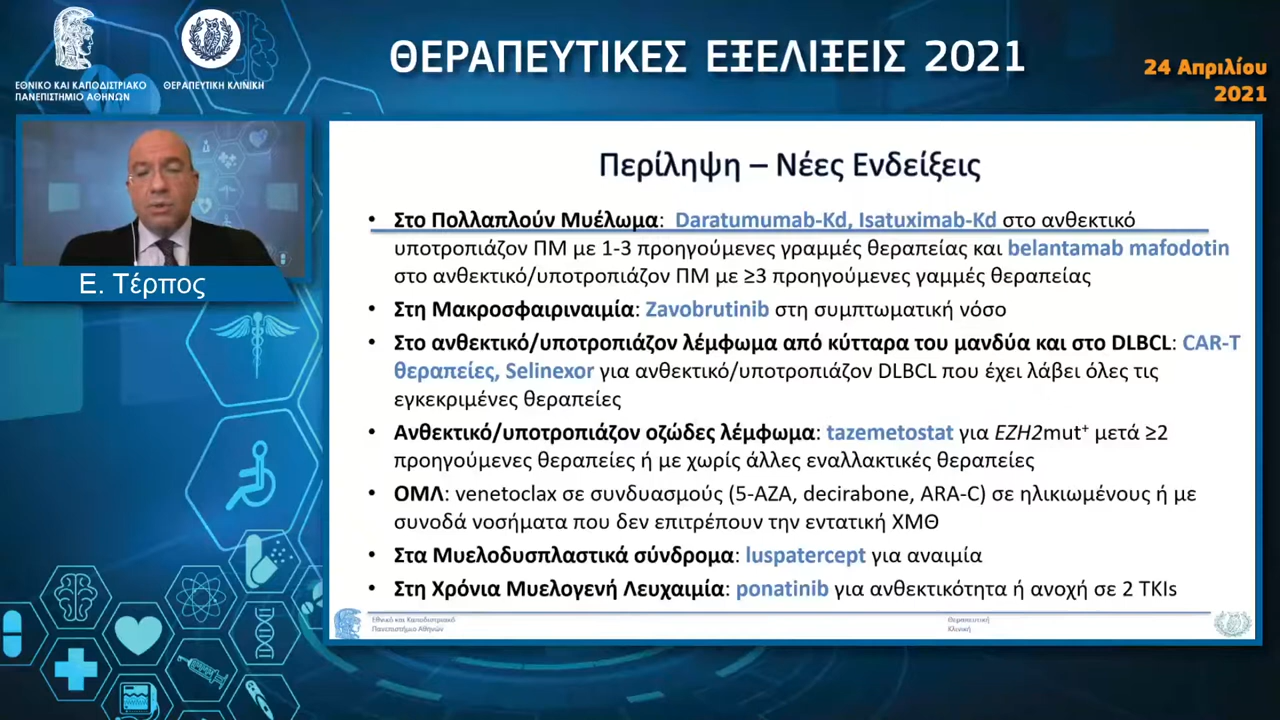 ΕΘΝΙΚΟ ΚΑΙ ΚΑΠΟΔΙΣΤΡΙΑΚΟ
ΠΑΝΕΠΙΣΤΗΜΙΟ ΑΘΗΝΩΝ
ΘΕΡΑΠΕΥΤΙΚΗ ΚΛΙΝΙΚΗ
ΘΕΡΑΠΕΥΤΙΚΕΣ ΕΞΕΛΙΞΕΙΣ 2021
24 Απριλίου
2021
Ε. Τέρπος
Περίληψη – Νέες Ενδείξεις
• Στο Πολλαπλούν Μυέλωμα: Daratumumab-Kd, Isatuximab-Kd στο ανθεκτικό
υποτροπιάζον ΠΜ με 1-3 προηγούμενες γραμμές θεραπείας και belantamab mafodotin
στο ανθεκτικό/υποτροπιάζον ΠΜ με ≥3 προηγούμενες γαμμές θεραπείας
• Στη Μακροσφαιριναιμία: Zavobrutinib στη συμπτωματική νόσο
• Στο ανθεκτικό/υποτροπιάζον λέμφωμα από κύτταρα του μανδύα και στο DLBCL: CAR-T
θεραπείες, Selinexor για ανθεκτικό/υποτροπιάζον DLBCL που έχει λάβει όλες τις
εγκεκριμένες θεραπείες
• Ανθεκτικό/υποτροπιάζον οζώδες λέμφωμα: tazemetostat για EZH2mut⁺ μετά ≥2
προηγούμενες θεραπείες ή με χωρίς άλλες εναλλακτικές θεραπείες
• ΟΜΛ: venetoclax σε συνδυασμούς (5-AZA, decirabone, ARA-C) σε ηλικιωμένους ή με
συνοδά νοσήματα που δεν επιτρέπουν την εντατική ΧΜΘ
• Στα Μυελοδυσπλαστικά σύνδρομα: luspatercept για αναιμία
• Στη Χρόνια Μυελογενή Λευχαιμία: ponatinib για ανθεκτικότητα ή ανοχή σε 2 TKIs
Εθνικό και Καποδιστριακό
Πανεπιστήμιο Αθηνών
Θεραπευτική
Κλινική